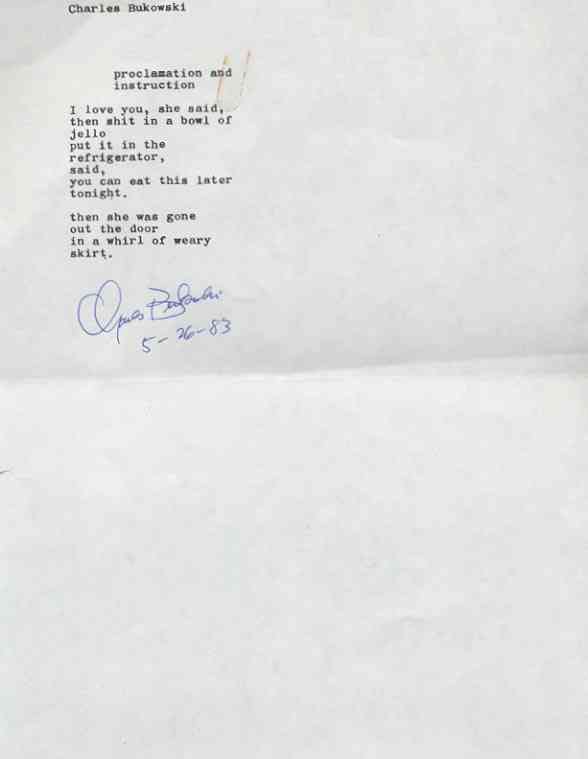 Charles Bukowski
proclamation and
instruction
I love you, she said,
then shit in a bowl of
jello
put it in the
refrigerator,
said,
you can eat this later
tonight.
then she was gone
out the door
in a whirl of weary
skirt.
Charles Bukowski
5-26-83